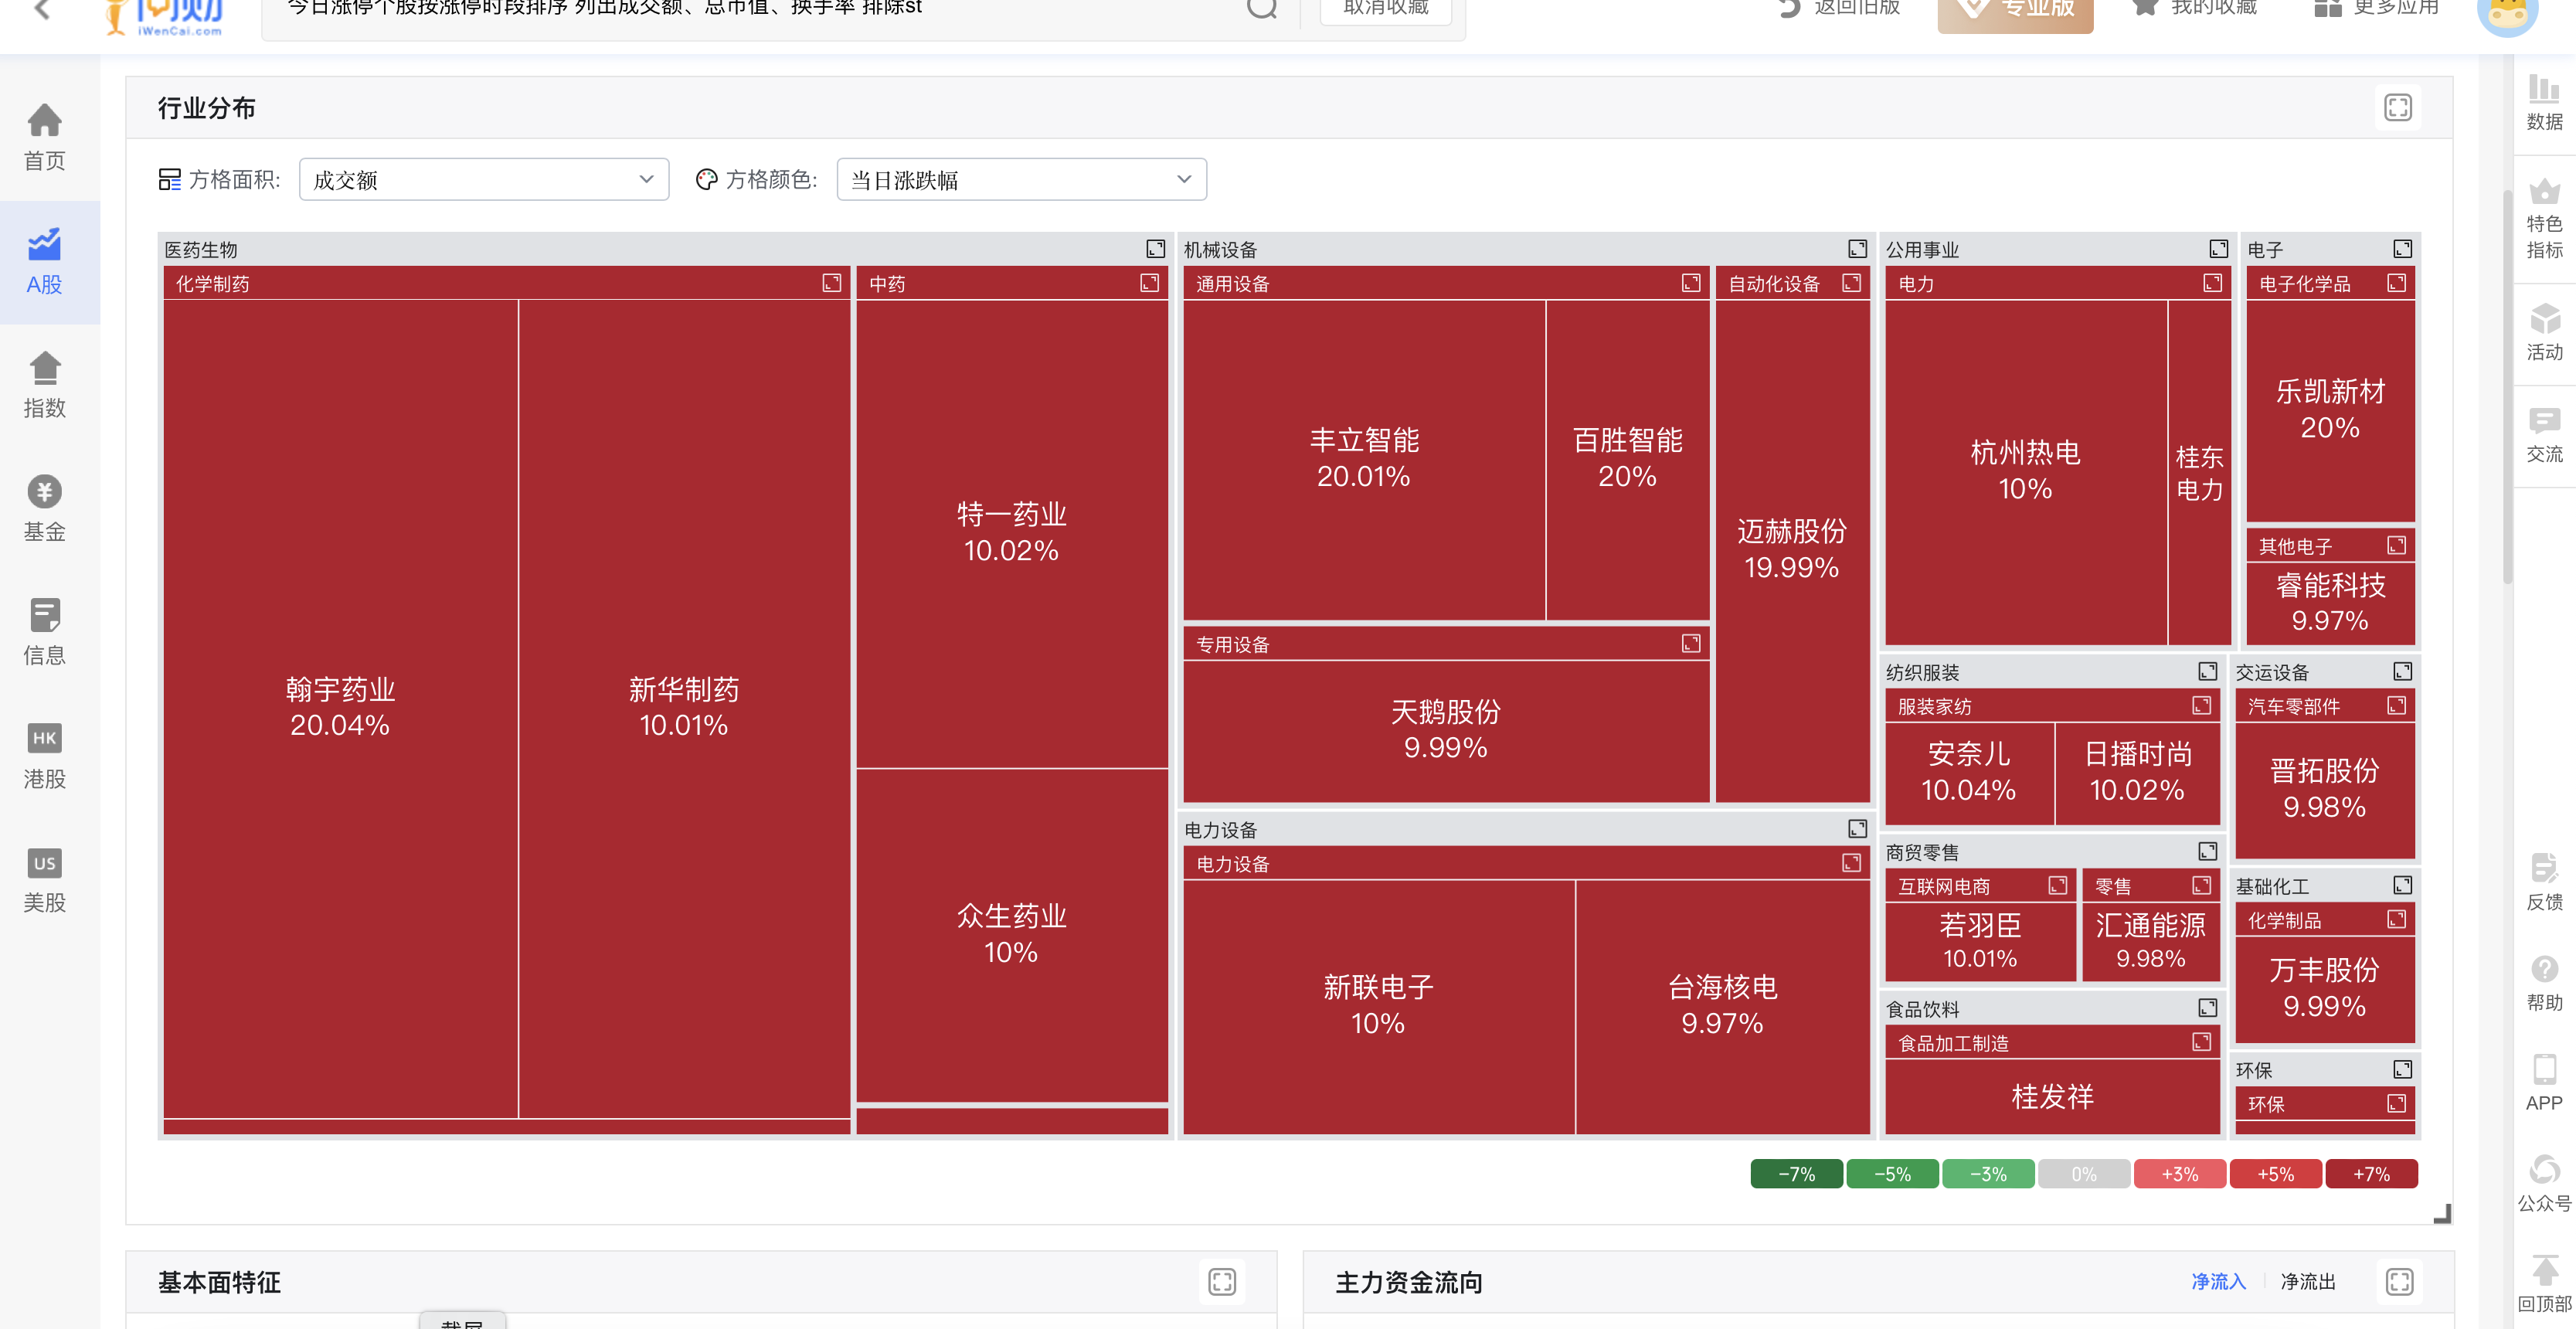 问财
iWenCai.com
今日涨停个股按涨停时段排序 列出成交额、总市值、换手率 排除st
取消收藏
返回旧版
专业版
我的收藏
更多应用
首页
A股
指数
¥
基金
信息
HK
港股
US
美股
行业分布
方格面积:
成交额
方格颜色:
当日涨跌幅
医药生物
化学制药
翰宇药业
20.04%
新华制药
10.01%
中药
特一药业
10.02%
众生药业
10%
机械设备
通用设备
丰立智能
20.01%
百胜智能
20%
自动化设备
迈赫股份
19.99%
专用设备
天鹅股份
9.99%
电力设备
电力设备
新联电子
10%
台海核电
9.97%
公用事业
电力
杭州热电
10%
桂东
电力
电子
电子化学品
乐凯新材
20%
其他电子
睿能科技
9.97%
纺织服装
服装家纺
安奈儿
10.04%
日播时尚
10.02%
交运设备
汽车零部件
晋拓股份
9.98%
商贸零售
互联网电商
若羽臣
10.01%
零售
汇通能源
9.98%
基础化工
化学制品
万丰股份
9.99%
食品饮料
食品加工制造
桂发祥
环保
环保
-7%
-5%
-3%
0%
+3%
+5%
+7%
基本面特征
截屏
主力资金流向
净流入
净流出
数据
特色
指标
活动
交流
反馈
帮助
APP
公众号
回顶部